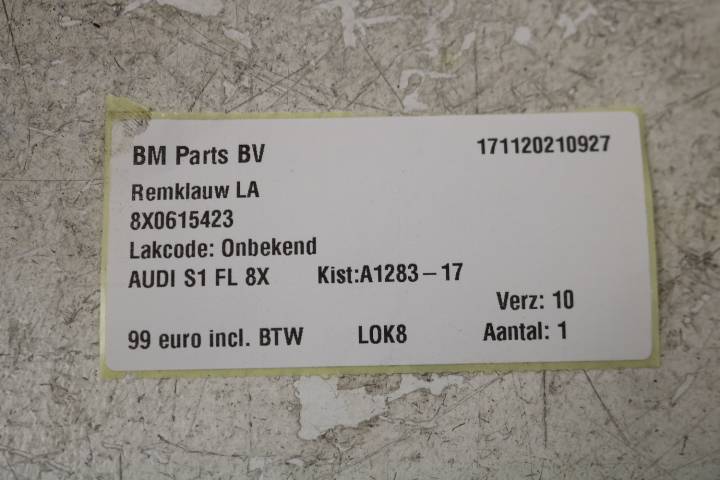 BM Parts BV 171120210927
Remklauw LA
8X0615423
Lakcode: Onbekend
AUDI S1 FL 8X Kist:A1283-17
Verz: 10
99 euro incl. BTW LOK8 Aantal: 1